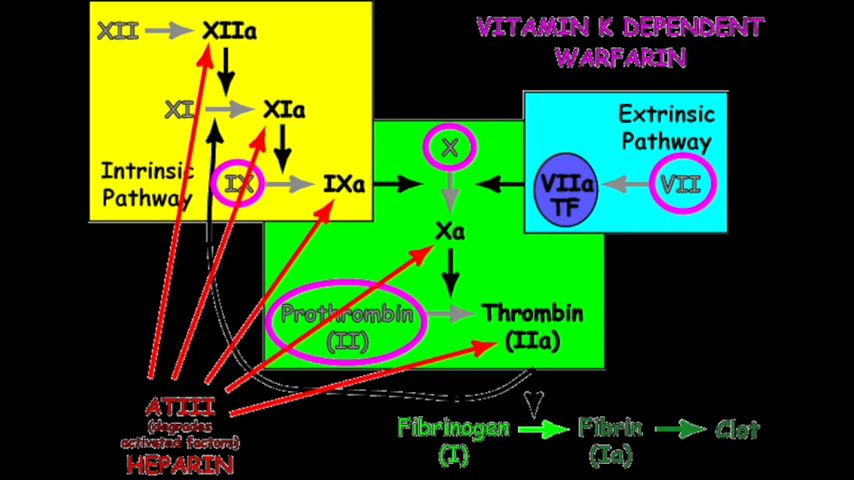 VITAMIN K DEPENDENT
WARFARIN
XII
XIIa
XI
XIa
Intrinsic
Pathway
IX
IXa
X
Extrinsic
Pathway
VIIa
TF
VII
Xa
Prothrombin
(II)
Thrombin
(IIa)
ATIII
(degrades
activated factors)
HEPARIN
Fibrinogen
(I)
Fibrin
(Ia)
Clot